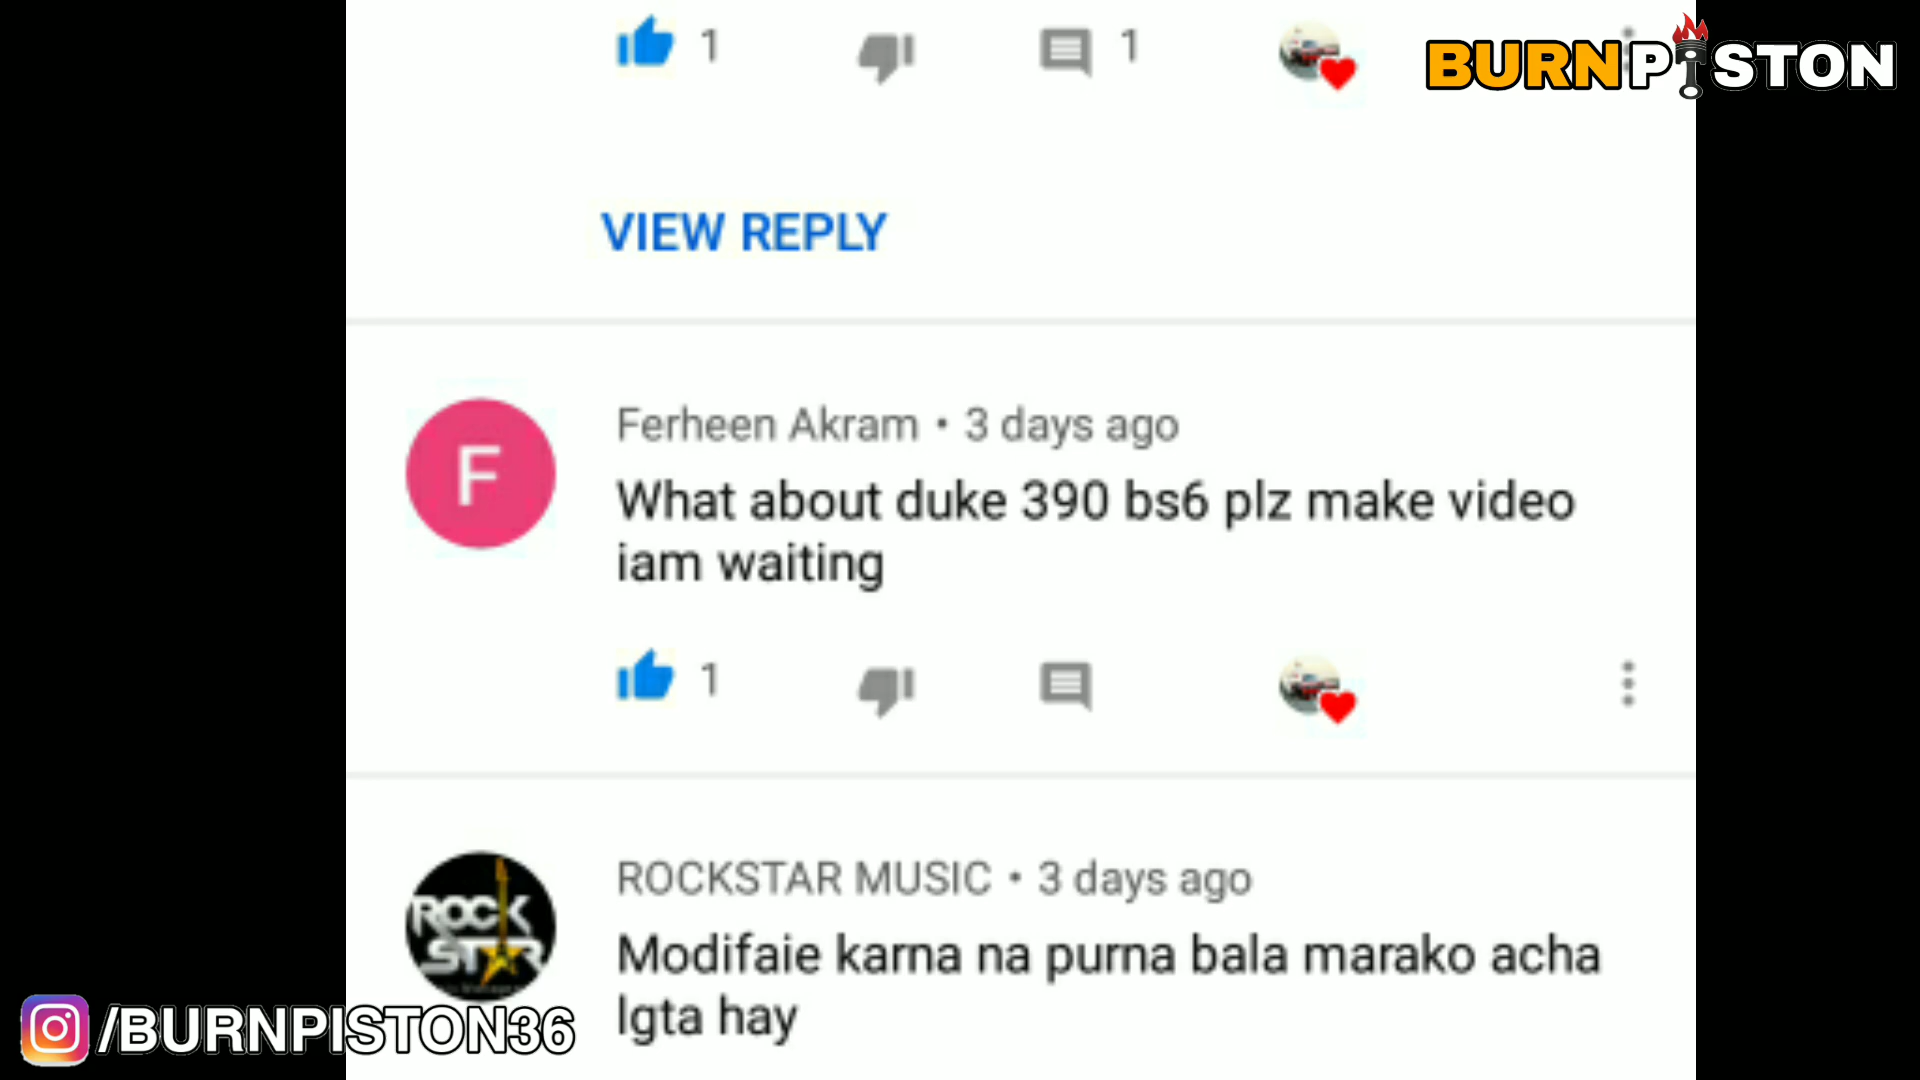 1 1
BURNPISTON
VIEW REPLY
Ferheen Akram • 3 days ago
F
What about duke 390 bs6 plz make video
iam waiting
1
ROCKSTAR MUSIC • 3 days ago
ROCK
STAR
Modifaie karna na purna bala marako acha
lgta hay
/BURNPISTON36